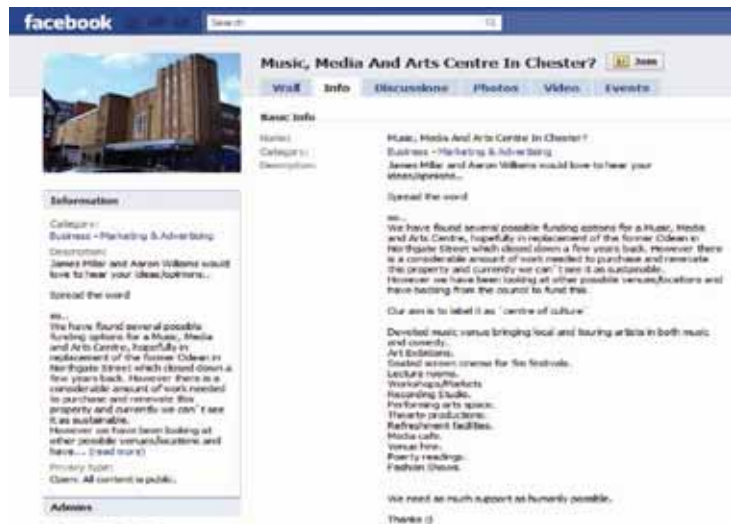 facebook
Search
Music, Media And Arts Centre In Chester?
Join
Wall Info Discussions Photos Video Events
Basic Info
Name: Music, Media And Arts Centre In Chester?
Category: Business - Marketing & Advertising
Description: James Millar and Aaron Williams would love to hear your
ideas/opinions..
Spread the word
We have found several possible funding options for a Music, Media
and Arts Centre, hopefully in replacement of the former Odeon in
Northgate Street which closed down a few years back. However there
is a considerable amount of work needed to purchase and renovate
this property and currently we can`t see it as sustainable.
However we have been looking at other possible venues/locations and
have backing from the council to fund this.
Our aim is to label it as `centre of culture`
Devoted music venue bringing local and touring artists in both music
and comedy.
Art Exibitions.
Seated screen cinema for film festivals.
Lecture rooms.
Workshops/Markets
Recording Studio.
Performing arts space.
Theatre productions.
Refreshment facilities.
Media cafe.
Venue hire.
Poerty readings.
Fashion Shows.
We need as much support as humanly possible.
Thanks :)
Information
Category:
Business - Marketing & Advertising
Description:
James Millar and Aaron Williams would
love to hear your ideas/opinions..
Spread the word
We have found several possible
funding options for a Music, Media
and Arts Centre, hopefully in
replacement of the former Odeon in
Northgate Street which closed down a
few years back. However there is a
considerable amount of work needed
to purchase and renovate this
property and currently we can`t see
it as sustainable.
However we have been looking at
other possible venues/locations and
have... (read more)
Privacy type:
Open: All content is public.
Admins